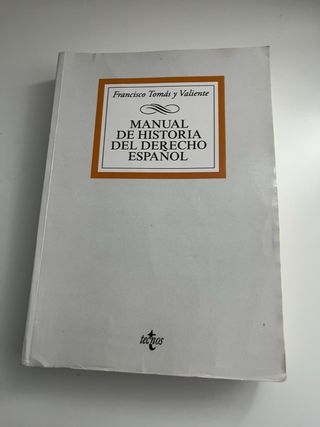 Francisco Tomás y Valiente
MANUAL
DE HISTORIA
DEL DERECHO
ESPAÑOL
tecnos